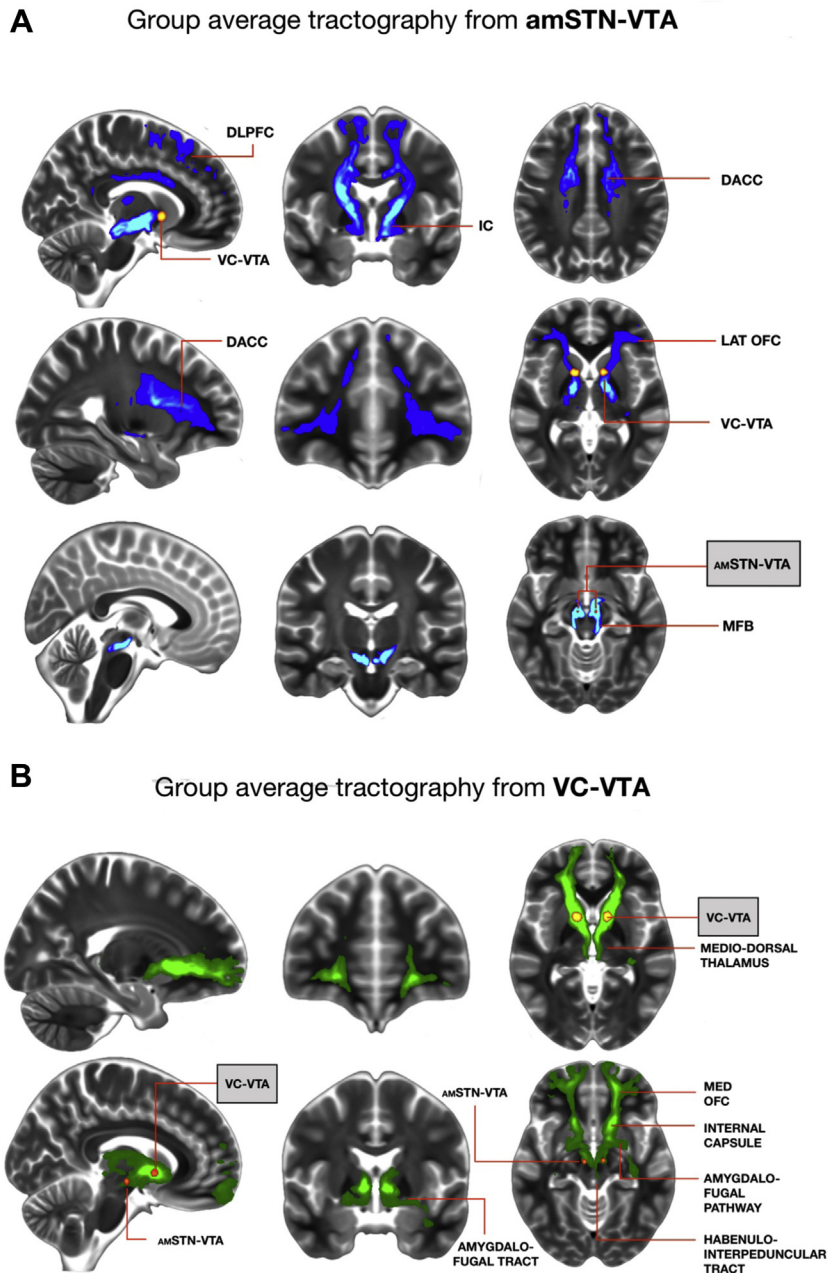 A
Group average tractography from amSTN-VTA
DLPFC
VC-VTA
IC
DACC
DACC
LAT OFC
VC-VTA
AMSTN-VTA
MFB
B
Group average tractography from VC-VTA
VC-VTA
MEDIO-DORSAL
THALAMUS
VC-VTA
AMSTN-VTA
AMSTN-VTA
AMYGDALO-
FUGAL TRACT
MED
OFC
INTERNAL
CAPSULE
AMYGDALO-
FUGAL
PATHWAY
HABENULO-
INTERPEDUNCULAR
TRACT